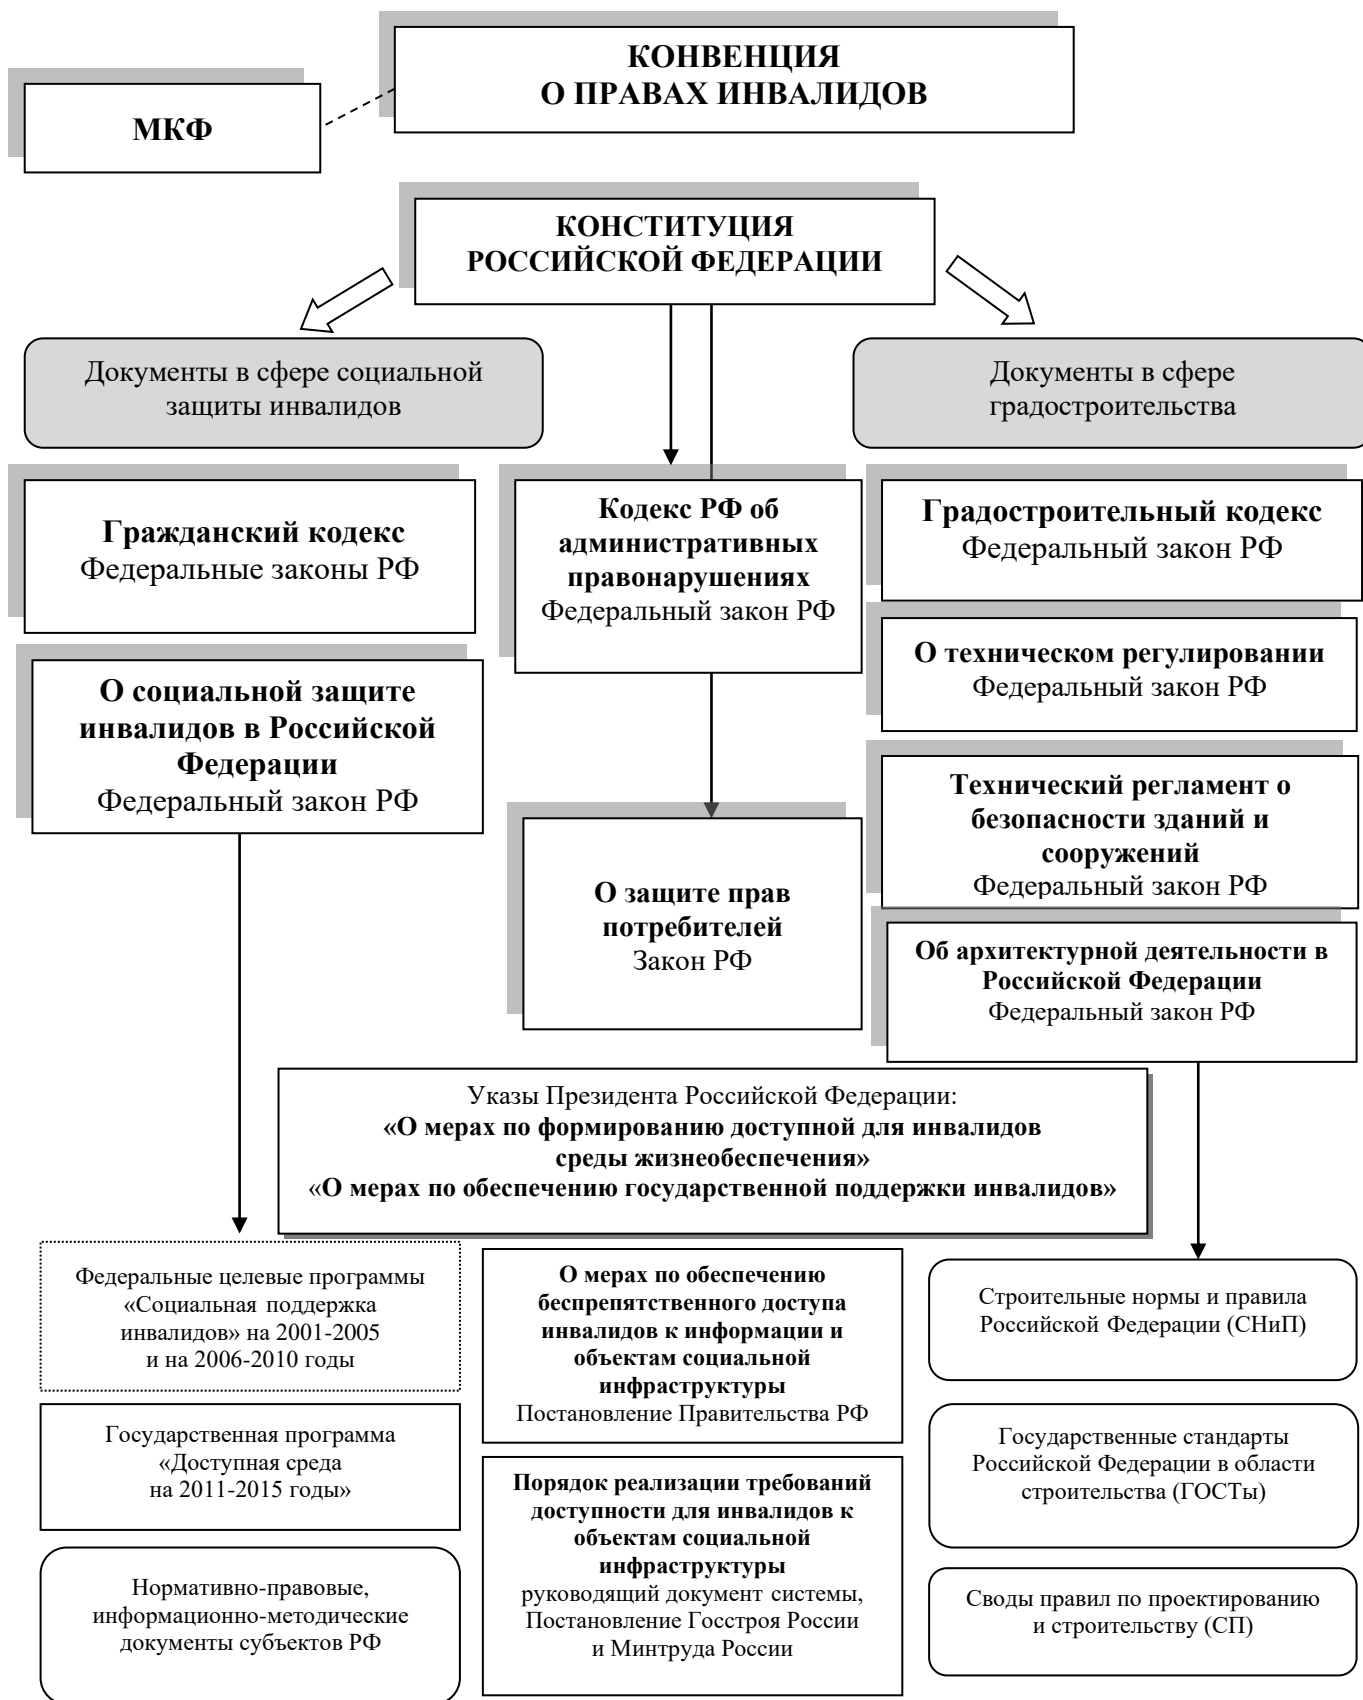 КОНВЕНЦИЯ
О ПРАВАХ ИНВАЛИДОВ
МКФ
КОНСТИТУЦИЯ
РОССИЙСКОЙ ФЕДЕРАЦИИ
Документы в сфере социальной
защиты инвалидов
Документы в сфере
градостроительства
Гражданский кодекс
Федеральные законы РФ
О социальной защите
инвалидов в Российской
Федерации
Федеральный закон РФ
Кодекс РФ об
административных
правонарушениях
Федеральный закон РФ
О защите прав
потребителей
Закон РФ
Градостроительный кодекс
Федеральный закон РФ
О техническом регулировании
Федеральный закон РФ
Технический регламент о
безопасности зданий и
сооружений
Федеральный закон РФ
Об архитектурной деятельности в
Российской Федерации
Федеральный закон РФ
Указы Президента Российской Федерации:
«О мерах по формированию доступной для инвалидов
среды жизнеобеспечения»
«О мерах по обеспечению государственной поддержки инвалидов»
Федеральные целевые программы
«Социальная поддержка
инвалидов» на 2001-2005
и на 2006-2010 годы
Государственная программа
«Доступная среда
на 2011-2015 годы»
Нормативно-правовые,
информационно-методические
документы субъектов РФ
О мерах по обеспечению
беспрепятственного доступа
инвалидов к информации и
объектам социальной
инфраструктуры
Постановление Правительства РФ
Порядок реализации требований
доступности для инвалидов к
объектам социальной
инфраструктуры
руководящий документ системы,
Постановление Госстроя России
и Минтруда России
Строительные нормы и правила
Российской Федерации (СНиП)
Государственные стандарты
Российской Федерации в области
строительства (ГОСТы)
Своды правил по проектированию
и строительству (СП)